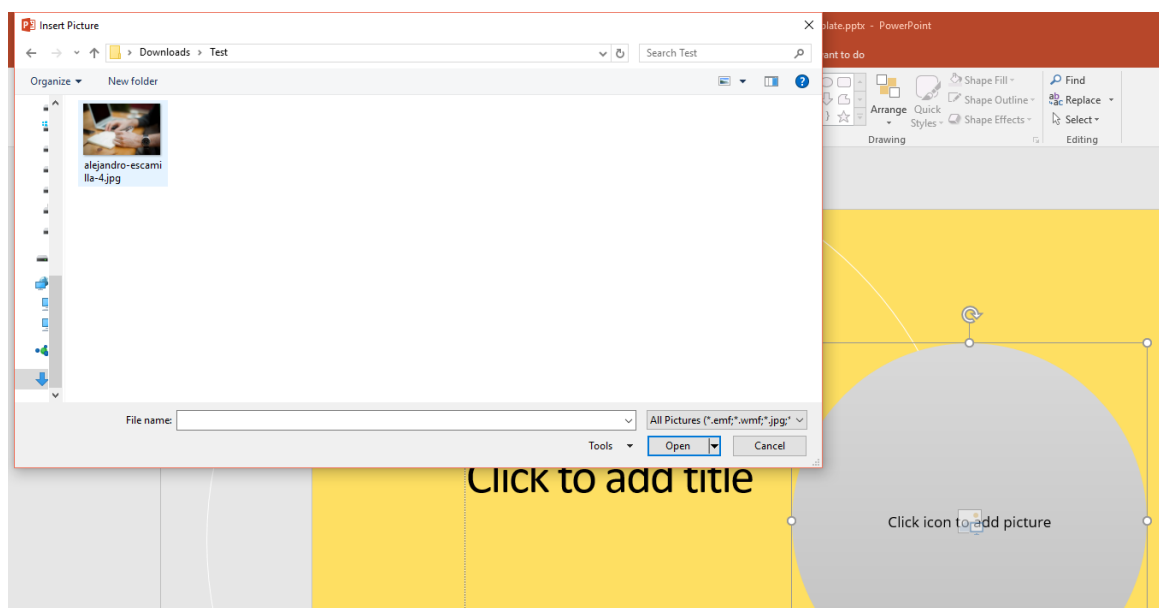 Insert Picture
plate.pptx - PowerPoint
Downloads > Test
Search Test
ant to do
Organize
New folder
Shape Fill
Shape Outline
Shape Effects
Arrange
Quick
Styles
Find
Replace
Select
Drawing
Editing
alejandro-escami
lla-4.jpg
File name:
All Pictures (*.emf;*.wmf;*.jpg;*
Tools
Open
Cancel
Click to add title
Click icon to add picture